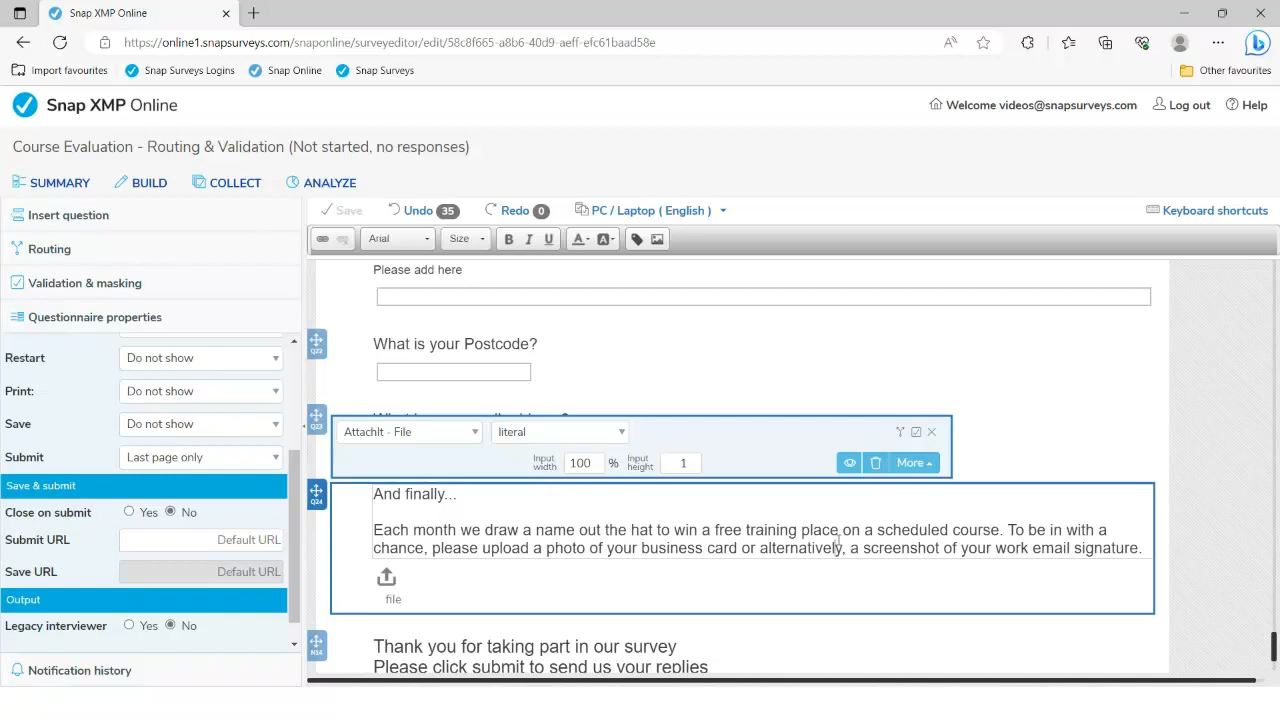 Snap XMP Online
https://online1.snapsurveys.com/snaponline/surveyeditor/edit/58c8f665-a8b6-40d9-aeff-efc61baad58e
Import favourites
Snap Surveys Logins
Snap Online
Snap Surveys
Other favourites
Snap XMP Online
Welcome videos@snapsurveys.com
Log out
Help
Course Evaluation - Routing & Validation (Not started, no responses)
SUMMARY
BUILD
COLLECT
ANALYZE
Insert question
Routing
Validation & masking
Questionnaire properties
Restart
Do not show
Print:
Do not show
Save
Do not show
Submit
Last page only
Save & submit
Close on submit
Yes
No
Submit URL
Default URL
Save URL
Default URL
Output
Legacy interviewer
Yes
No
Notification history
Save
Undo 35
Redo 0
PC / Laptop ( English )
Keyboard shortcuts
Arial
Size
B I U
A
A
Please add here
Q22
What is your Postcode?
Q23
AttachIt - File
literal
Input width
100 %
Input height
1
More
Q24
And finally...
Each month we draw a name out the hat to win a free training place on a scheduled course. To be in with a
chance, please upload a photo of your business card or alternatively, a screenshot of your work email signature.
file
N14
Thank you for taking part in our survey
Please click submit to send us your replies